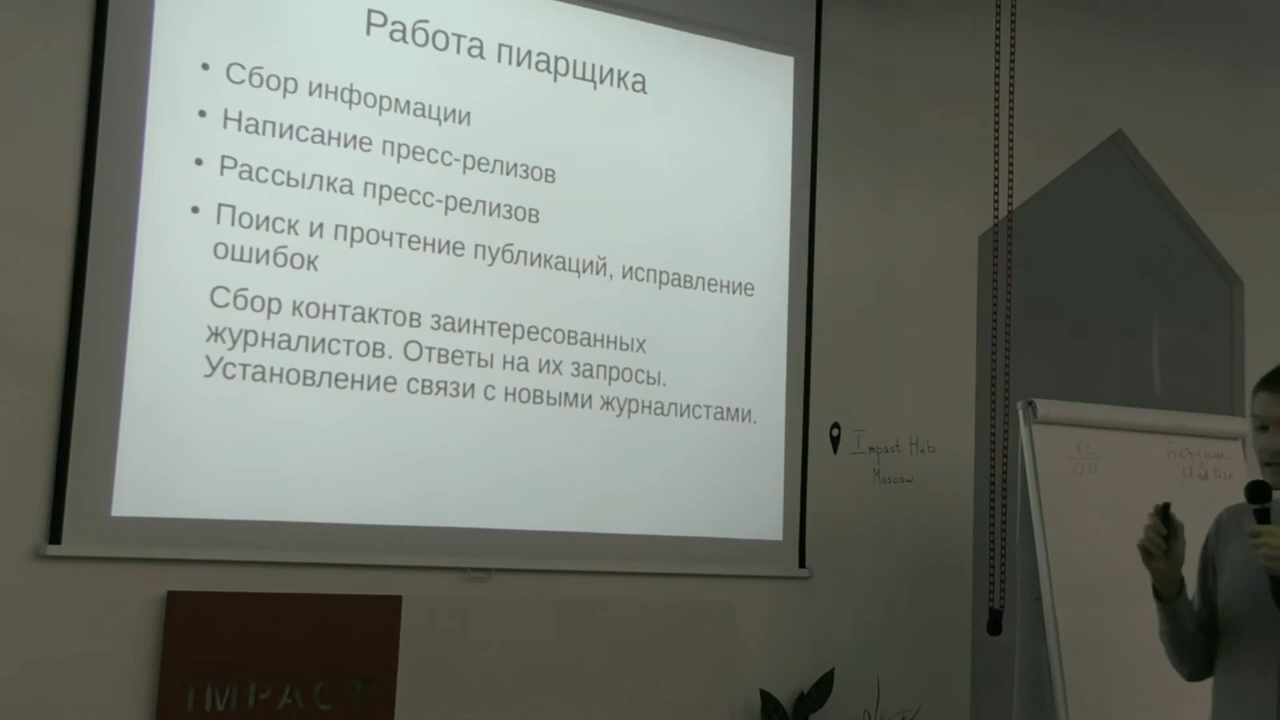 Работа пиарщика
• Сбор информации
• Написание пресс-релизов
• Рассылка пресс-релизов
• Поиск и прочтение публикаций, исправление
ошибок
Сбор контактов заинтересованных
журналистов. Ответы на их запросы.
Установление связи с новыми журналистами.
Impact Hub
Moscow
IMPACT